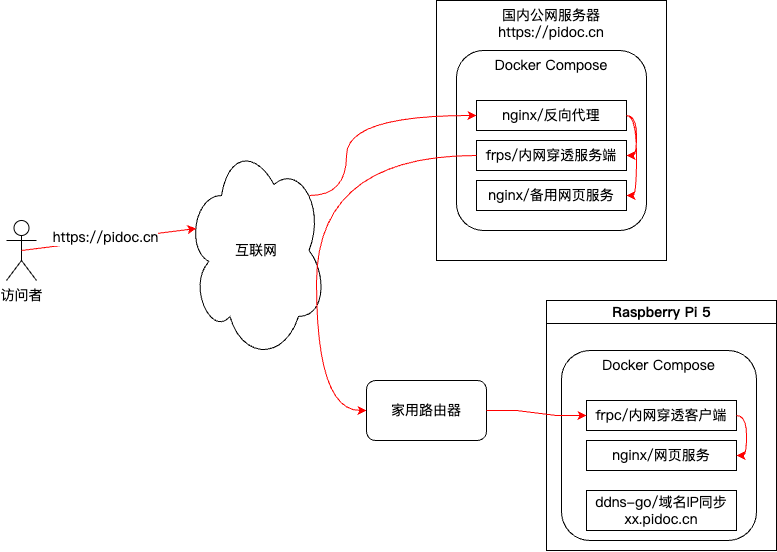 国内公网服务器
https://pidoc.cn
Docker Compose
nginx/反向代理
frps/内网穿透服务端
nginx/备用网页服务
https://pidoc.cn
访问者
互联网
家用路由器
Raspberry Pi 5
Docker Compose
frpc/内网穿透客户端
nginx/网页服务
ddns-go/域名IP同步
xx.pidoc.cn